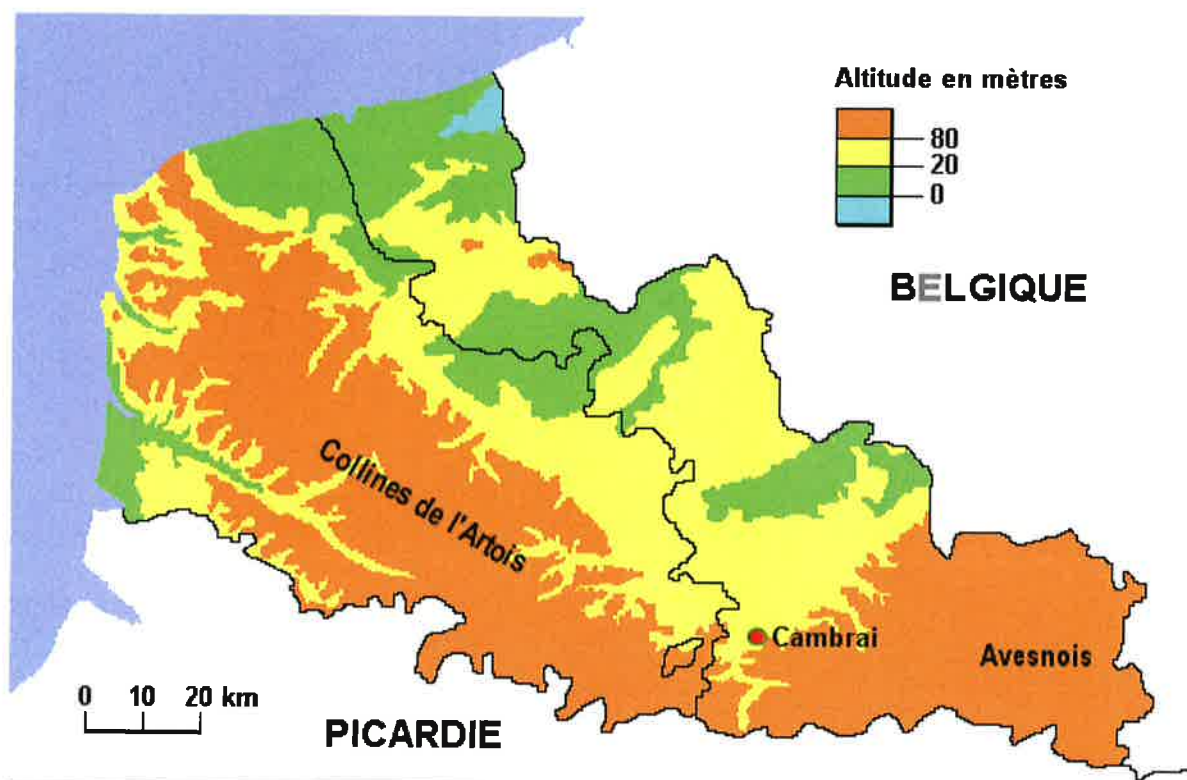 Altitude en mètres
80
20
0
BELGIQUE
Collines de l'Artois
Cambrai
Avesnois
0 10 20 km
PICARDIE